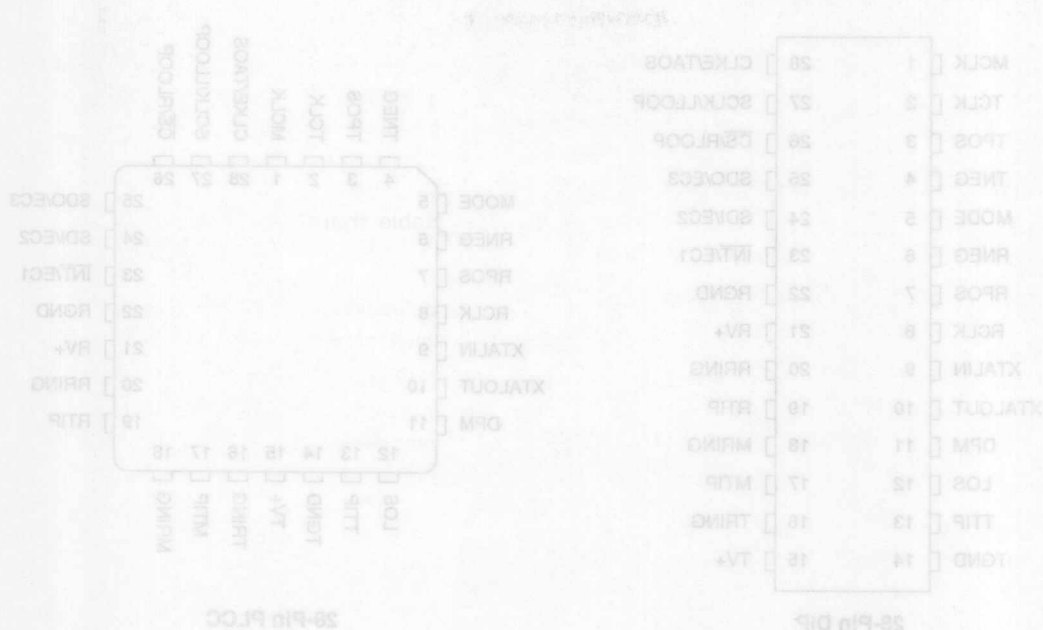 MCLK 1 28 CLKE/TAOS
TCLK 2 27 SCLK/LLOOP
TPOS 3 26 CS/RLOOP
TNEG 4 25 SDO/EC3
MODE 5 24 SDI/EC2
RNEG 6 23 INT/EC1
RPOS 7 22 RGND
RCLK 8 21 RV+
XTALIN 9 20 RRING
XTALOUT 10 19 RTIP
DPM 11 18 MRING
LOS 12 17 MTIP
TTIP 13 16 TRING
TGND 14 15 TV+
28-Pin DIP
TNEG TPOS TCLK MCLK CLKE/TAOS SCLK/LLOOP CS/RLOOP
4 3 2 1 28 27 26
MODE 5 25 SDO/EC3
RNEG 6 24 SDI/EC2
RPOS 7 23 INT/EC1
RCLK 8 22 RGND
XTALIN 9 21 RV+
XTALOUT 10 20 RRING
DPM 11 19 RTIP
12 13 14 15 16 17 18
LOS TTIP TGND TV+ TRING MTIP MRING
28-Pin PLCC